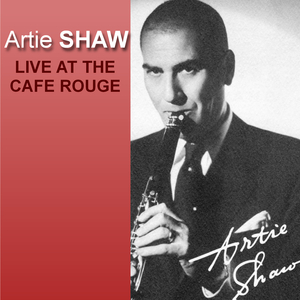 Artie SHAW
LIVE AT THE
CAFE ROUGE
Artie
Shaw